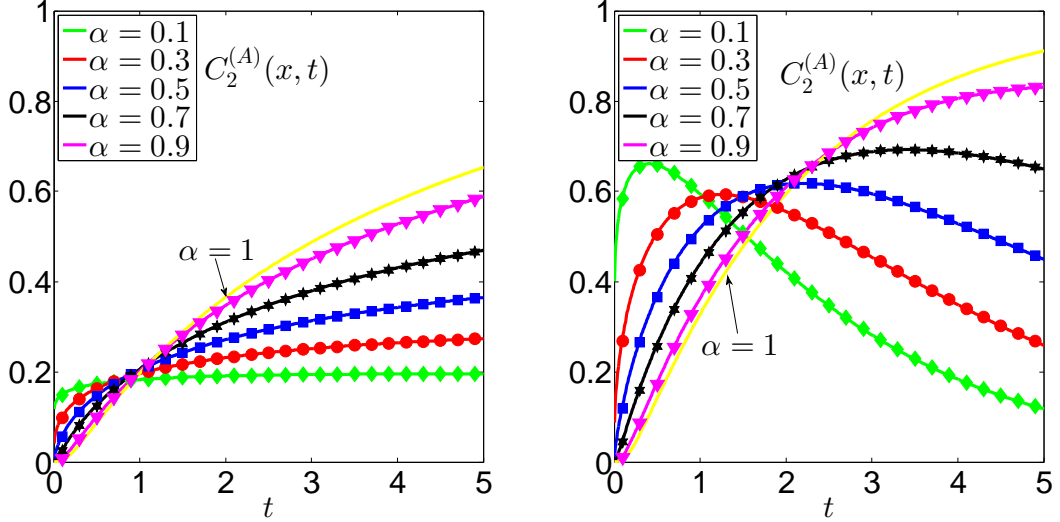 1
0.8
0.6
0.4
0.2
0
α = 0.1
α = 0.3
α = 0.5
α = 0.7
α = 0.9
C₂⁽ᴬ⁾(x, t)
α = 1
0 1 2 3 4 5
t
1
0.8
0.6
0.4
0.2
0
α = 0.1
α = 0.3
α = 0.5
α = 0.7
α = 0.9
C₂⁽ᴬ⁾(x, t)
α = 1
0 1 2 3 4 5
t